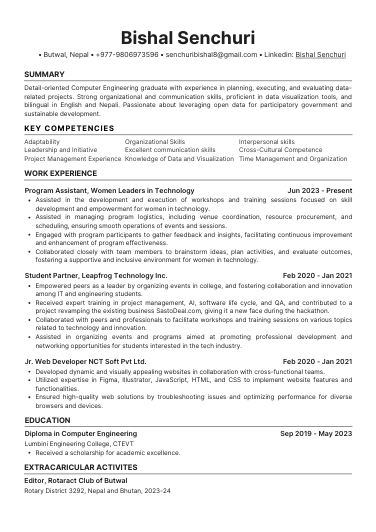 Bishal Senchuri
• Butwal, Nepal • +977-9806973596 • senchuribishal8@gmail.com • Linkedin: Bishal Senchuri
SUMMARY
Detail-oriented Computer Engineering graduate with experience in planning, executing, and evaluating data-
related projects. Strong organizational and communication skills, proficient in data visualization tools, and
bilingual in English and Nepali. Passionate about leveraging open data for participatory government and
sustainable development.
KEY COMPETENCIES
Adaptability Organizational Skills Interpersonal skills
Leadership and Initiative Excellent communication skills Cross-Cultural Competence
Project Management Experience Knowledge of Data and Visualization Time Management and Organization
WORK EXPERIENCE
Program Assistant, Women Leaders in Technology Jun 2023 - Present
• Assisted in the development and execution of workshops and training sessions focused on skill
development and empowerment for women in technology.
• Assisted in managing program logistics, including venue coordination, resource procurement, and
scheduling, ensuring smooth operations of events and sessions.
• Engaged with program participants to gather feedback and insights, facilitating continuous improvement
and enhancement of program effectiveness.
• Collaborated closely with team members to brainstorm ideas, plan activities, and evaluate outcomes,
fostering a supportive and inclusive environment for women in technology.
Student Partner, Leapfrog Technology Inc. Feb 2020 - Jan 2021
• Empowered peers as a leader by organizing events in college, and fostering collaboration and innovation
among IT and engineering students.
• Received expert training in project management, AI, software life cycle, and QA, and contributed to a
project revamping the existing business SastoDeal.com, giving it a new face during the hackathon.
• Collaborated with peers and professionals to facilitate workshops and training sessions on various topics
related to technology and innovation.
• Assisted in organizing events and programs aimed at promoting professional development and
networking opportunities for students interested in the tech industry.
Jr. Web Developer NCT Soft Pvt Ltd. Feb 2020 - Jan 2021
• Developed dynamic and visually appealing websites in collaboration with cross-functional teams.
• Utilized expertise in Figma, Illustrator, JavaScript, HTML, and CSS to implement website features and
functionalities.
• Ensured high-quality web solutions by troubleshooting issues and optimizing performance for diverse
browsers and devices.
EDUCATION
Diploma in Computer Engineering Sep 2019 - May 2023
Lumbini Engineering College, CTEVT
• Received a scholarship for academic excellence.
EXTRACARICULAR ACTIVITES
Editor, Rotaract Club of Butwal
Rotary District 3292, Nepal and Bhutan, 2023-24